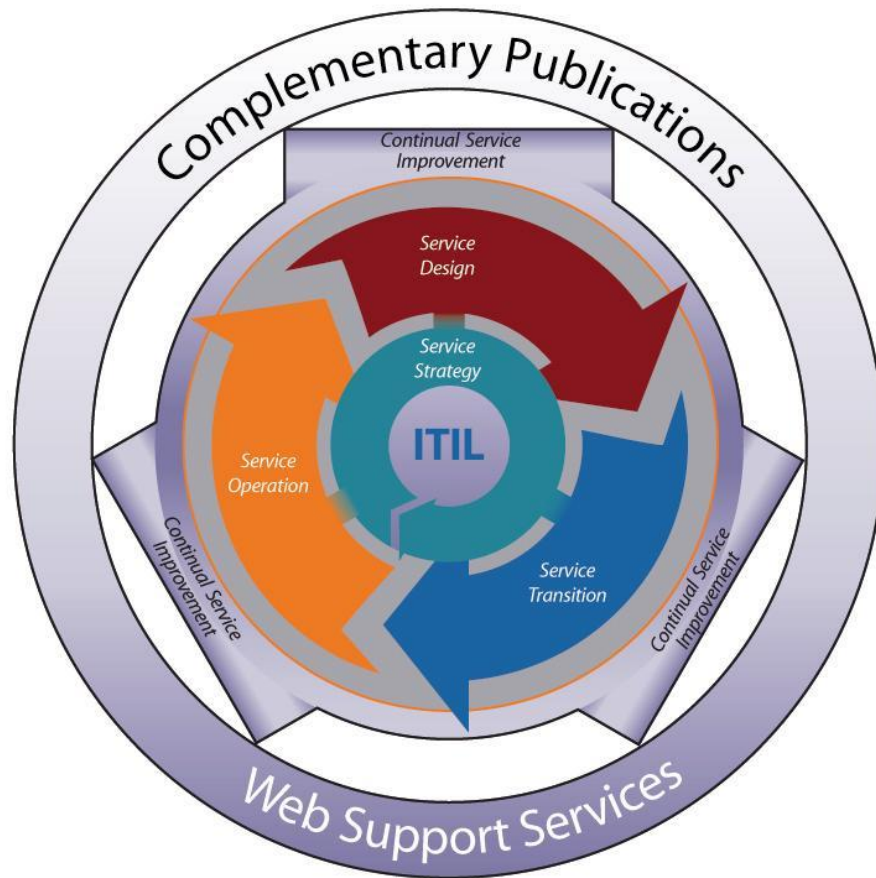 Complementary Publications
Continual Service
Improvement
Service
Design
Service
Strategy
ITIL
Service
Operation
Service
Transition
Continual Service
Improvement
Continual Service
Improvement
Web Support Services